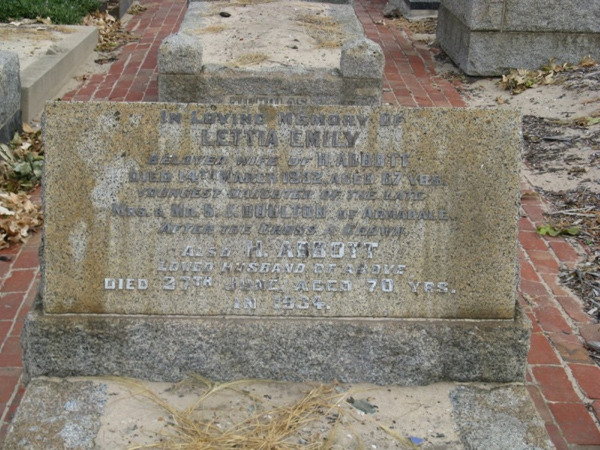 In Loving Memory of
Lettia Emily
Beloved Wife of H. Abbott
Died 14th March Aged 67 Yrs.
Youngest Daughter of the Late
Mrs. & Mr. of Armadale.
After the Cross a Crown.
Also H. Abbott
Loved Husband of Above
Died 27th June, Aged 70 Yrs.
in 1934.